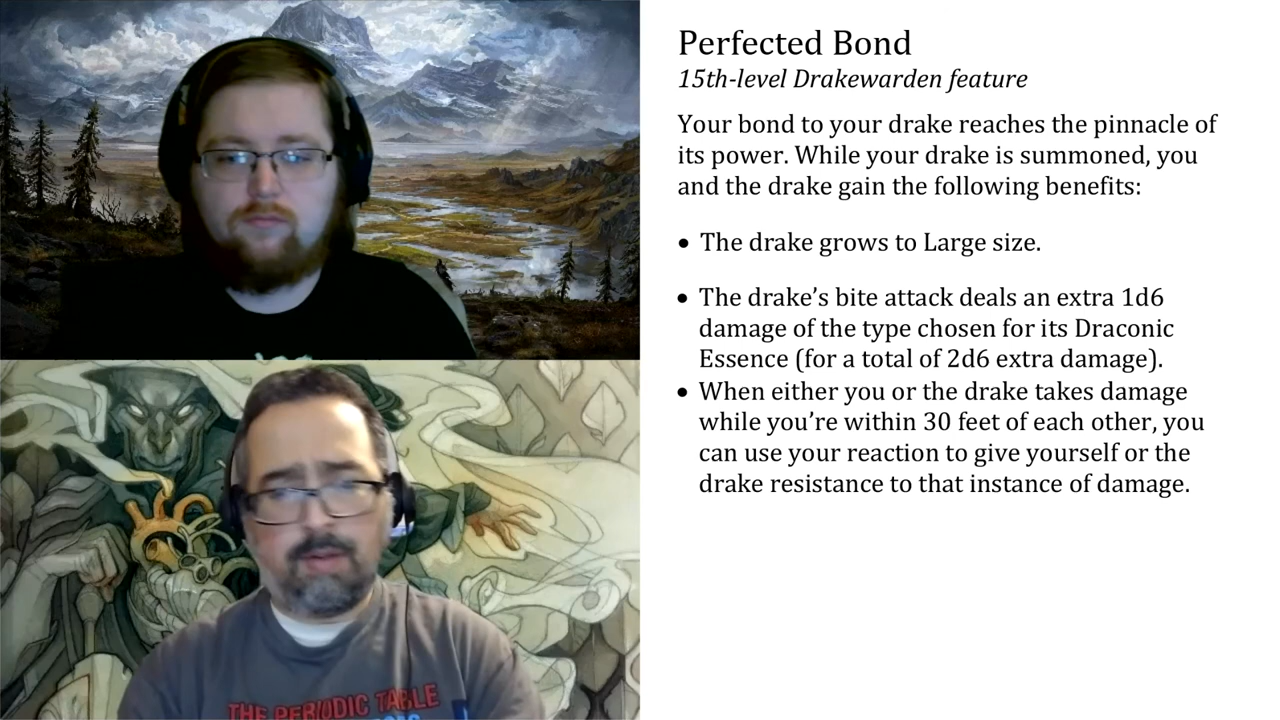 Perfected Bond
15th-level Drakewarden feature
Your bond to your drake reaches the pinnacle of
its power. While your drake is summoned, you
and the drake gain the following benefits:
• The drake grows to Large size.
• The drake’s bite attack deals an extra 1d6
damage of the type chosen for its Draconic
Essence (for a total of 2d6 extra damage).
• When either you or the drake takes damage
while you’re within 30 feet of each other, you
can use your reaction to give yourself or the
drake resistance to that instance of damage.
THE PERIODIC TABLE